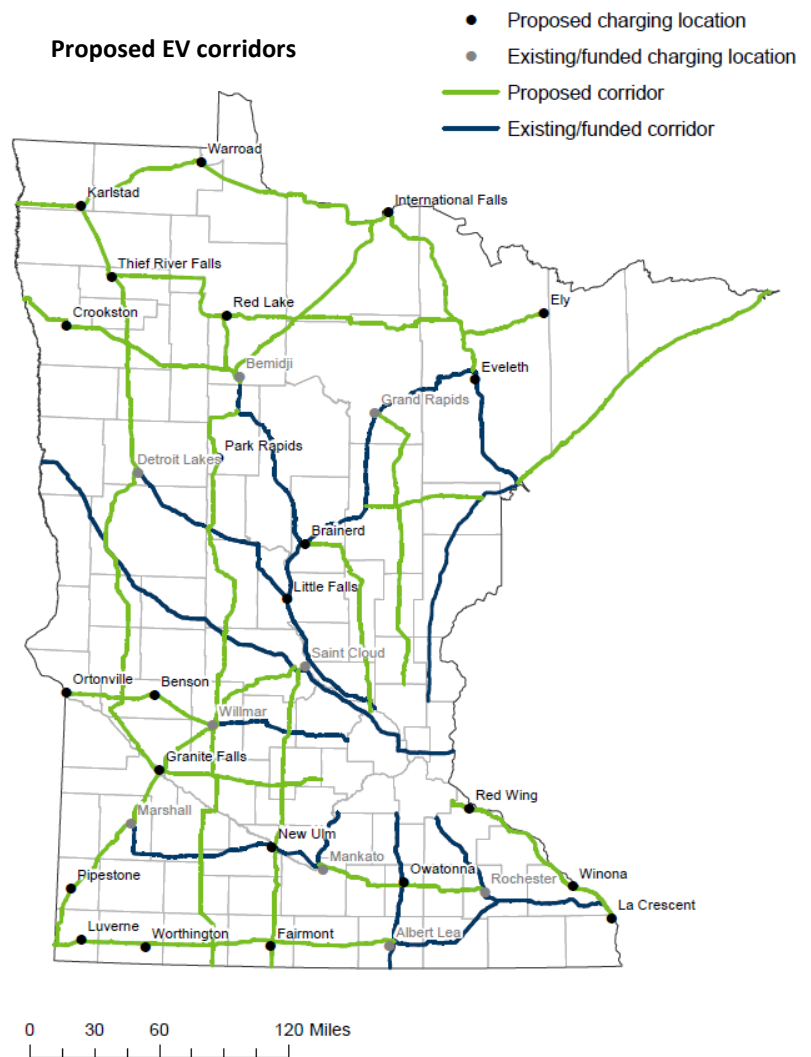 Proposed EV corridors
Proposed charging location
Existing/funded charging location
Proposed corridor
Existing/funded corridor
Warroad
Karlstad
International Falls
Thief River Falls
Red Lake
Ely
Crookston
Bemidji
Eveleth
Grand Rapids
Park Rapids
Detroit Lakes
Brainerd
Little Falls
Saint Cloud
Ortonville
Benson
Willmar
Granite Falls
Red Wing
Marshall
New Ulm
Mankato
Owatonna
Rochester
Winona
Pipestone
La Crescent
Luverne
Worthington
Fairmont
Albert Lea
0 30 60 120 Miles